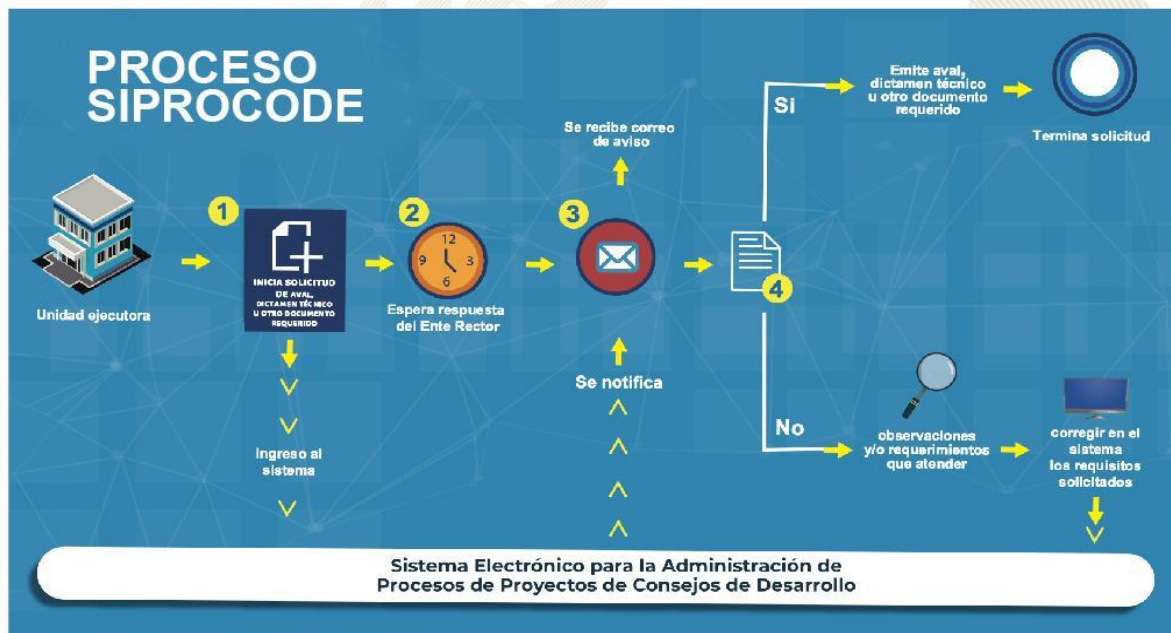 PROCESO
SIPROCODE
Unidad ejecutora
1
INICIA SOLICITUD
DE AVAL,
DICTAMEN TÉCNICO
U OTRO DOCUMENTO
REQUERIDO
Ingreso al
sistema
2
12
9
3
6
Espera respuesta
del Ente Rector
Se recibe correo
de aviso
3
Se notifica
4
Si
Emite aval,
dictamen técnico
u otro documento
requerido
Termina solicitud
No
observaciones
y/o requerimientos
que atender
corregir en el
sistema
los requisitos
solicitados
Sistema Electrónico para la Administración de
Procesos de Proyectos de Consejos de Desarrollo